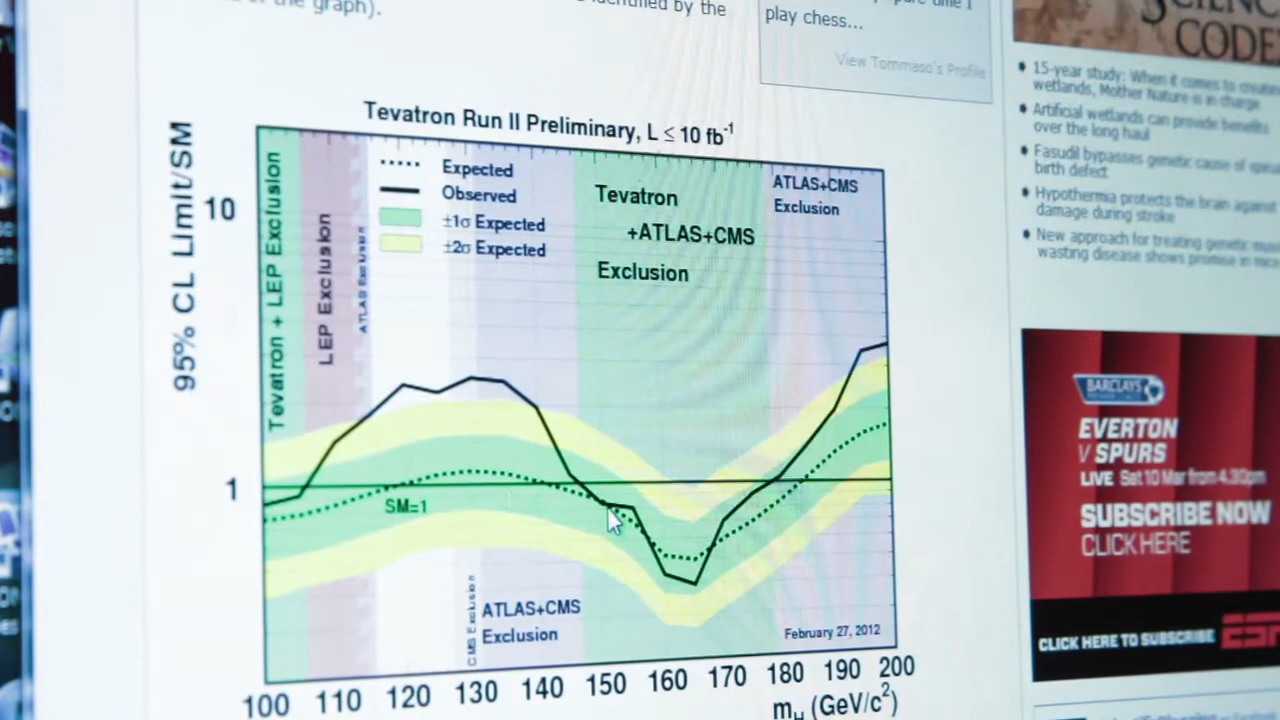 the graph).
identified by the
play chess...
View Tommaso's Profile
SCIENCE
CODEX
15-year study: When it comes to creating
wetlands, Mother Nature is in charge
Artificial wetlands can provide benefits
over the long haul
Fasudil bypasses genetic cause of
birth defect
Hypothermia protects the brain against
damage during stroke
New approach for treating genetic
wasting disease shows promise in mice
Tevatron Run II Preliminary, L ≤ 10 fb-1
95% CL Limit/SM
10
1
Tevatron + LEP Exclusion
LEP Exclusion
ATLAS Exclusion
Expected
Observed
±1σ Expected
±2σ Expected
Tevatron
+ATLAS+CMS
Exclusion
ATLAS+CMS
Exclusion
SM=1
CMS Exclusion
ATLAS+CMS
Exclusion
February 27, 2012
100 110 120 130 140 150 160 170 180 190 200
mH (GeV/c2)
BARCLAYS
EVERTON
V SPURS
LIVE Sat 10 Mar from 4.30pm
SUBSCRIBE NOW
CLICK HERE
CLICK HERE TO SUBSCRIBE